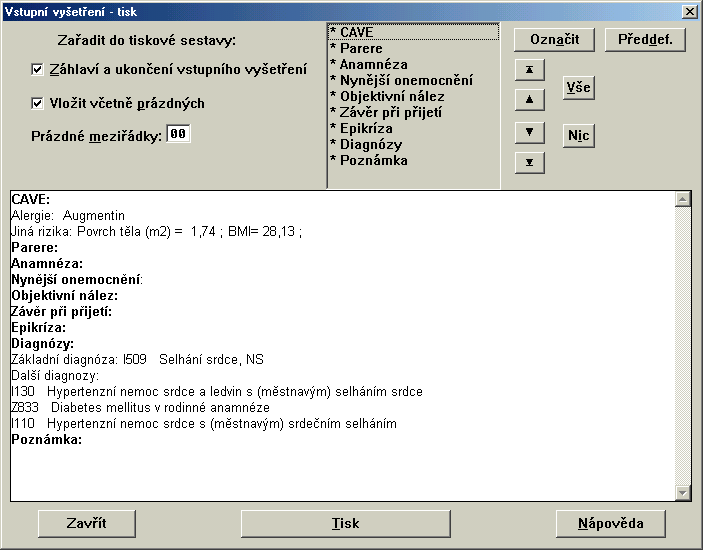 Vstupní vyšetření - tisk
Zařadit do tiskové sestavy:
Záhlaví a ukončení vstupního vyšetření
Vložit včetně prázdných
Prázdné meziřádky: 00
* CAVE
* Parere
* Anamnéza
* Nynější onemocnění
* Objektivní nález
* Závěr při přijetí
* Epikríza
* Diagnózy
* Poznámka
Označit
Předdef.
Vše
Nic
CAVE:
Alergie:  Augmentin
Jiná rizika: Povrch těla (m2) =  1,74 ; BMI= 28,13 ;
Parere:
Anamnéza:
Nynější onemocnění:
Objektivní nález:
Závěr při přijetí:
Epikríza:
Diagnózy:
Základní diagnóza: I509   Selhání srdce, NS
Další diagnozy:
I130   Hypertenzní nemoc srdce a ledvin s (městnavým) selháním srdce
Z833   Diabetes mellitus v rodinné anamnéze
I110   Hypertenzní nemoc srdce s (městnavým) srdečním selháním
Poznámka:
Zavřít
Tisk
Nápověda